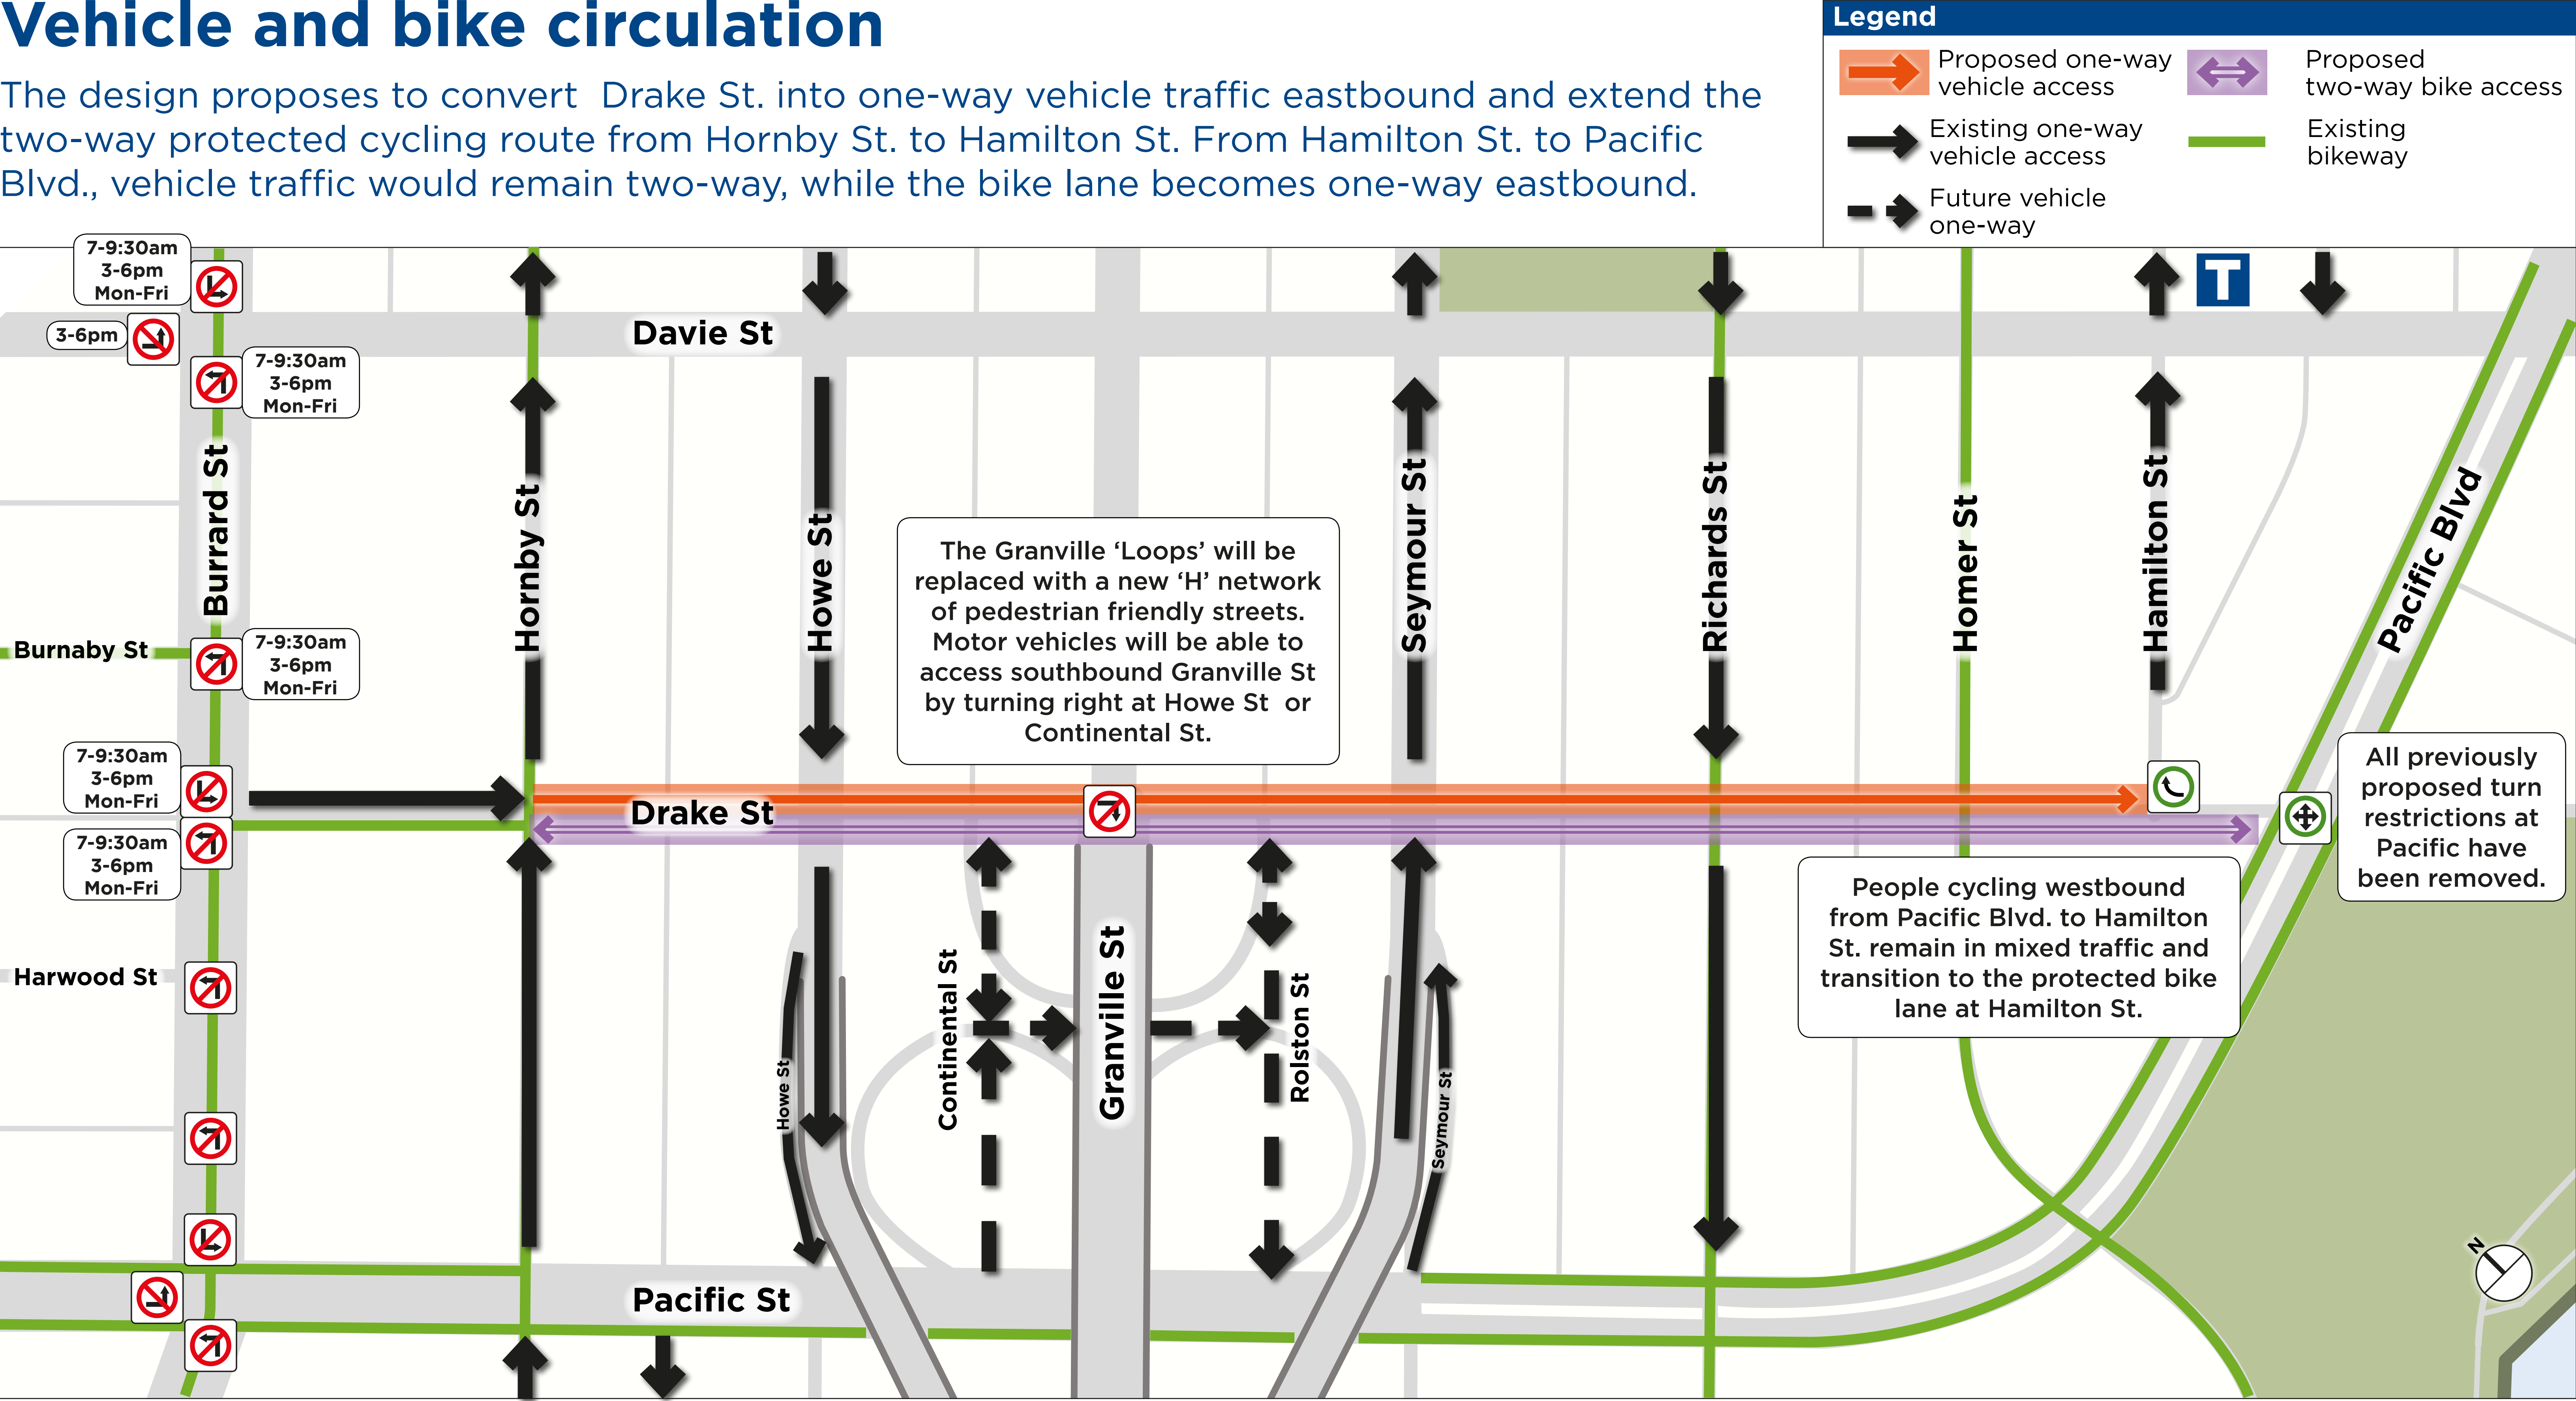 Vehicle and bike circulation
The design proposes to convert  Drake St. into one-way vehicle traffic eastbound and extend the
two-way protected cycling route from Hornby St. to Hamilton St. From Hamilton St. to Pacific
Blvd., vehicle traffic would remain two-way, while the bike lane becomes one-way eastbound.
Legend
Proposed one-way
vehicle access
Proposed
two-way bike access
Existing one-way
vehicle access
Existing
bikeway
Future vehicle
one-way
7-9:30am
3-6pm
Mon-Fri
3-6pm
7-9:30am
3-6pm
Mon-Fri
Davie St
T
Burrard St
Hornby St
Howe St
Seymour St
Richards St
Homer St
Hamilton St
Pacific Blvd
The Granville ‘Loops’ will be
replaced with a new ‘H’ network
of pedestrian friendly streets.
Motor vehicles will be able to
access southbound Granville St
by turning right at Howe St  or
Continental St.
Burnaby St
7-9:30am
3-6pm
Mon-Fri
7-9:30am
3-6pm
Mon-Fri
7-9:30am
3-6pm
Mon-Fri
Drake St
All previously
proposed turn
restrictions at
Pacific have
been removed.
People cycling westbound
from Pacific Blvd. to Hamilton
St. remain in mixed traffic and
transition to the protected bike
lane at Hamilton St.
Harwood St
Howe St
Continental St
Granville St
Rolston St
Seymour St
Pacific St
N